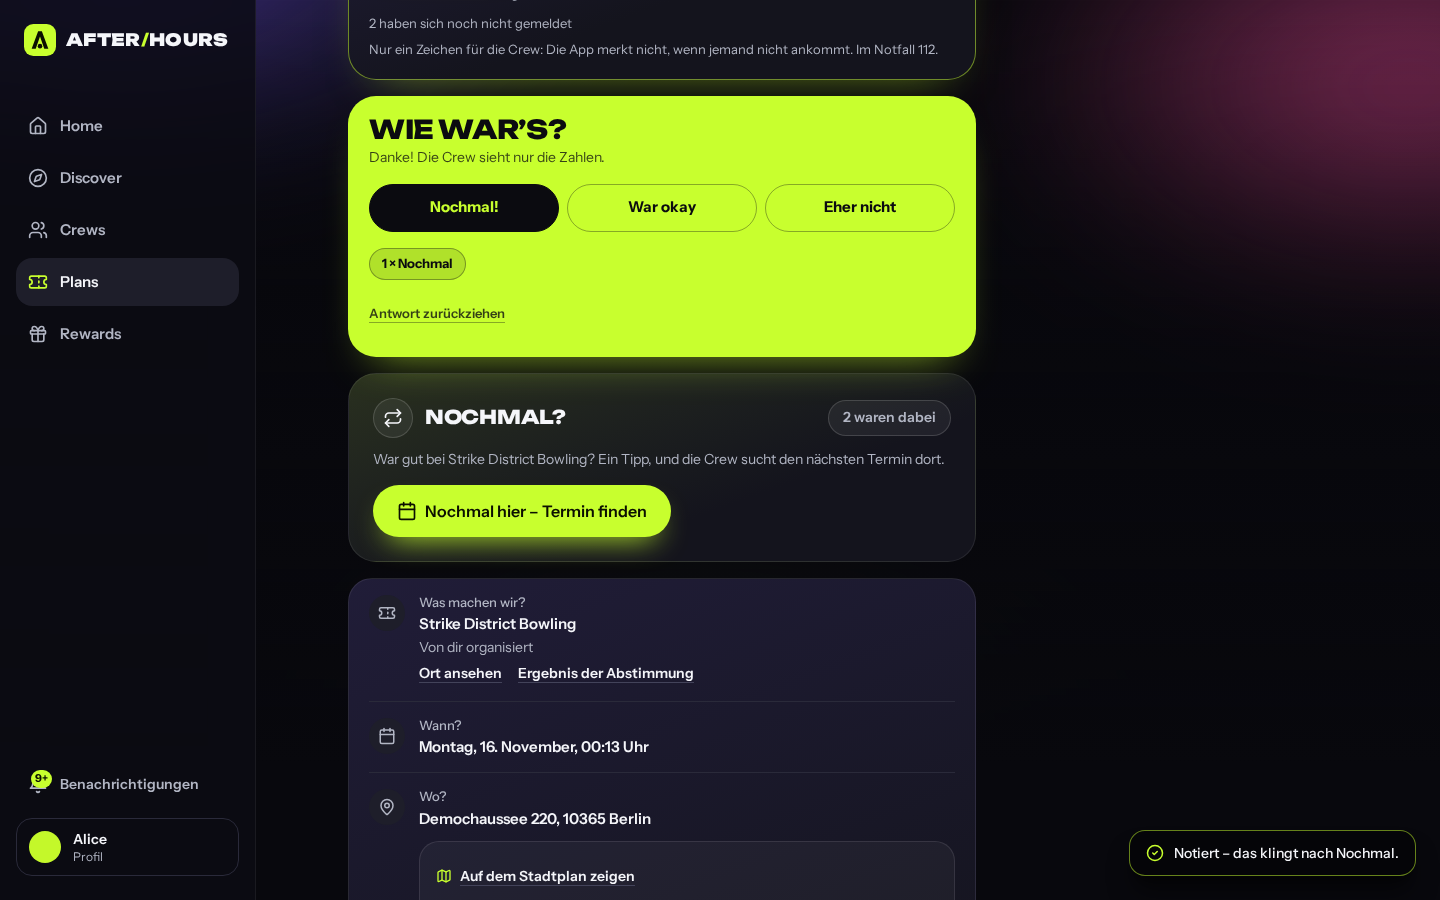 AFTER/HOURS
Home
Discover
Crews
Plans
Rewards
9+
Benachrichtigungen
Alice
Profil
2 haben sich noch nicht gemeldet
Nur ein Zeichen für die Crew: Die App merkt nicht, wenn jemand nicht ankommt. Im Notfall 112.
WIE WAR’S?
Danke! Die Crew sieht nur die Zahlen.
Nochmal!
War okay
Eher nicht
1 × Nochmal
Antwort zurückziehen
NOCHMAL?
2 waren dabei
War gut bei Strike District Bowling? Ein Tipp, und die Crew sucht den nächsten Termin dort.
Nochmal hier – Termin finden
Was machen wir?
Strike District Bowling
Von dir organisiert
Ort ansehen Ergebnis der Abstimmung
Wann?
Montag, 16. November, 00:13 Uhr
Wo?
Demochaussee 220, 10365 Berlin
Auf dem Stadtplan zeigen
Notiert – das klingt nach Nochmal.